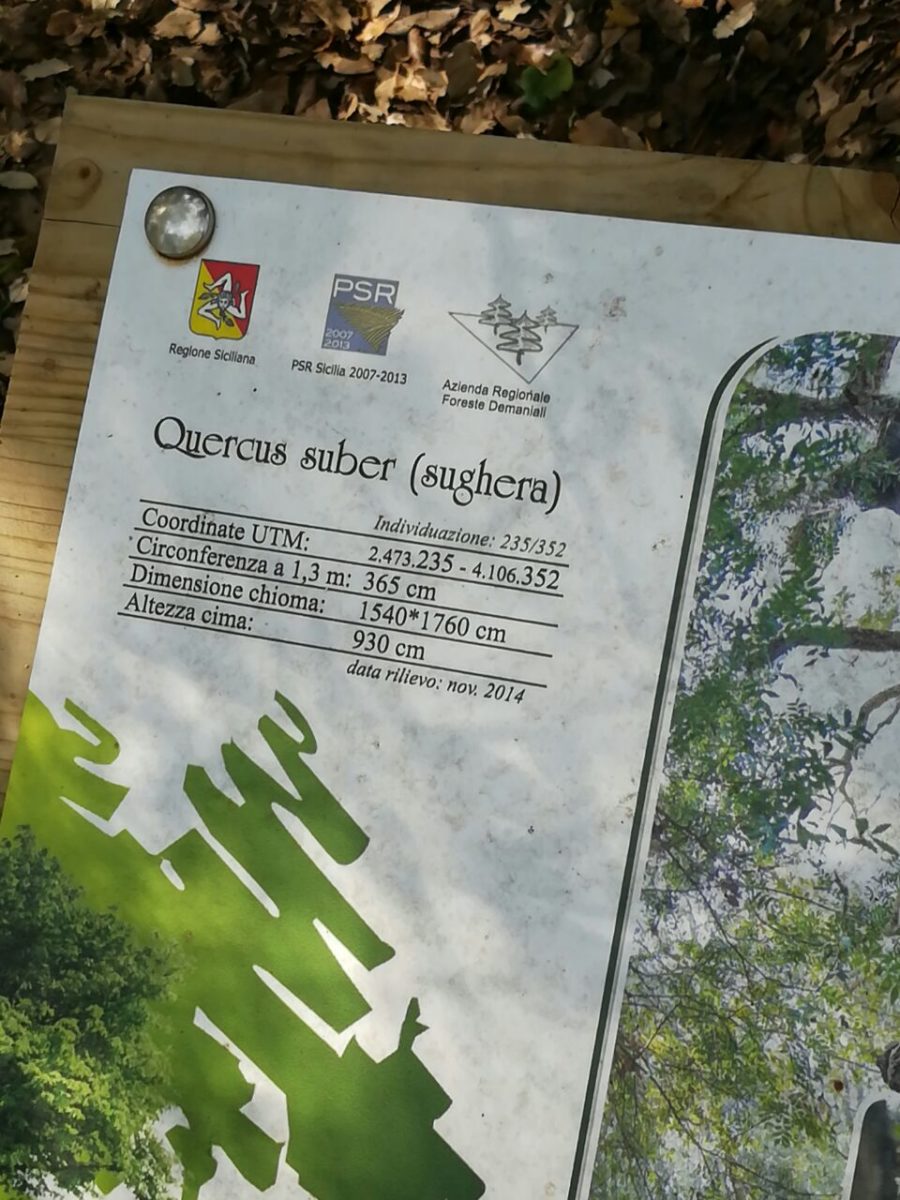 Regione Siciliana
PSR
2007
2013
PSR Sicilia 2007-2013
Azienda Regionale
Foreste Demaniali
Quercus suber (sughera)
Individuazione: 235/352
Coordinate UTM: 2.473.235 - 4.106.352
Circonferenza a 1,3 m: 365 cm
Dimensione chioma: 1540*1760 cm
Altezza cima: 930 cm
data rilievo: nov. 2014